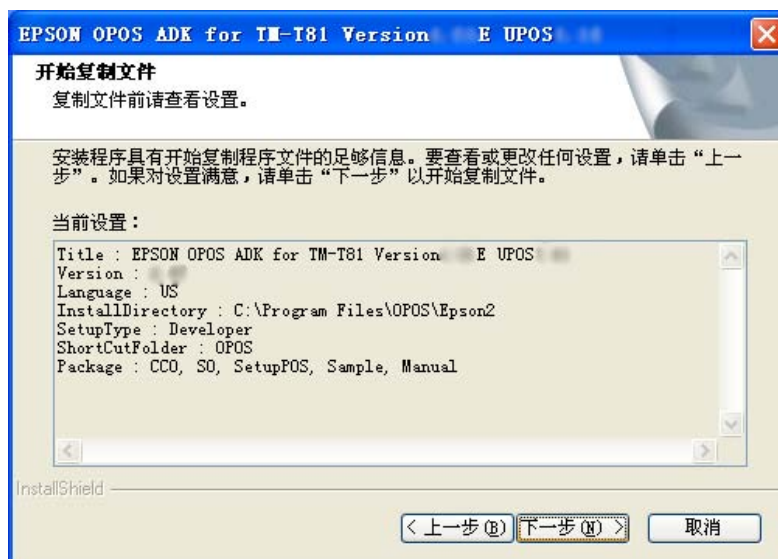 EPSON OPOS ADK for TM-T81 Version E UPOS
开始复制文件
复制文件前请查看设置。
安装程序具有开始复制程序文件的足够信息。要查看或更改任何设置，请单击“上一
步”。如果对设置满意，请单击“下一步”以开始复制文件。
当前设置：
Title : EPSON OPOS ADK for TM-T81 Version E UPOS
Version :
Language : US
InstallDirectory : C:\Program Files\OPOS\Epson2
SetupType : Developer
ShortCutFolder : OPOS
Package : CCO, SO, SetupPOS, Sample, Manual
InstallShield
< 上一步(B) 下一步(N) > 取消